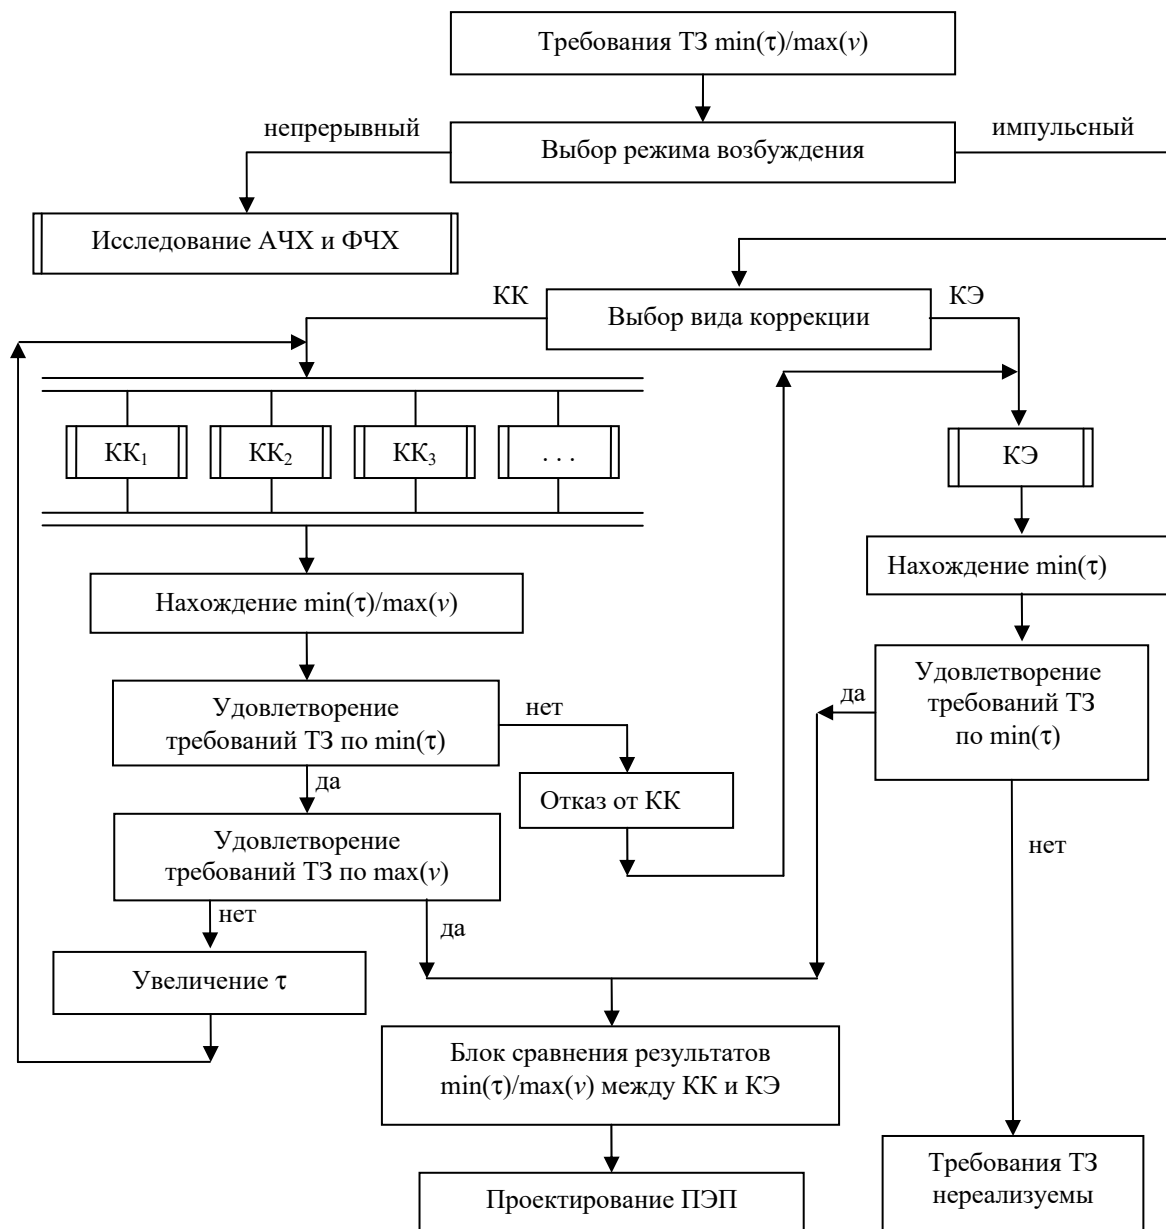 Требования ТЗ min(τ)/max(v)
непрерывный
импульсный
Выбор режима возбуждения
Исследование АЧХ и ФЧХ
КК
КЭ
Выбор вида коррекции
КК₁
КК₂
КК₃
. . .
КЭ
Нахождение min(τ)
Нахождение min(τ)/max(v)
Удовлетворение
требований ТЗ
по min(τ)
да
Удовлетворение
требований ТЗ по min(τ)
нет
да
Отказ от КК
Удовлетворение
требований ТЗ по max(v)
нет
нет
да
Увеличение τ
Блок сравнения результатов
min(τ)/max(v) между КК и КЭ
Требования ТЗ
нереализуемы
Проектирование ПЭП